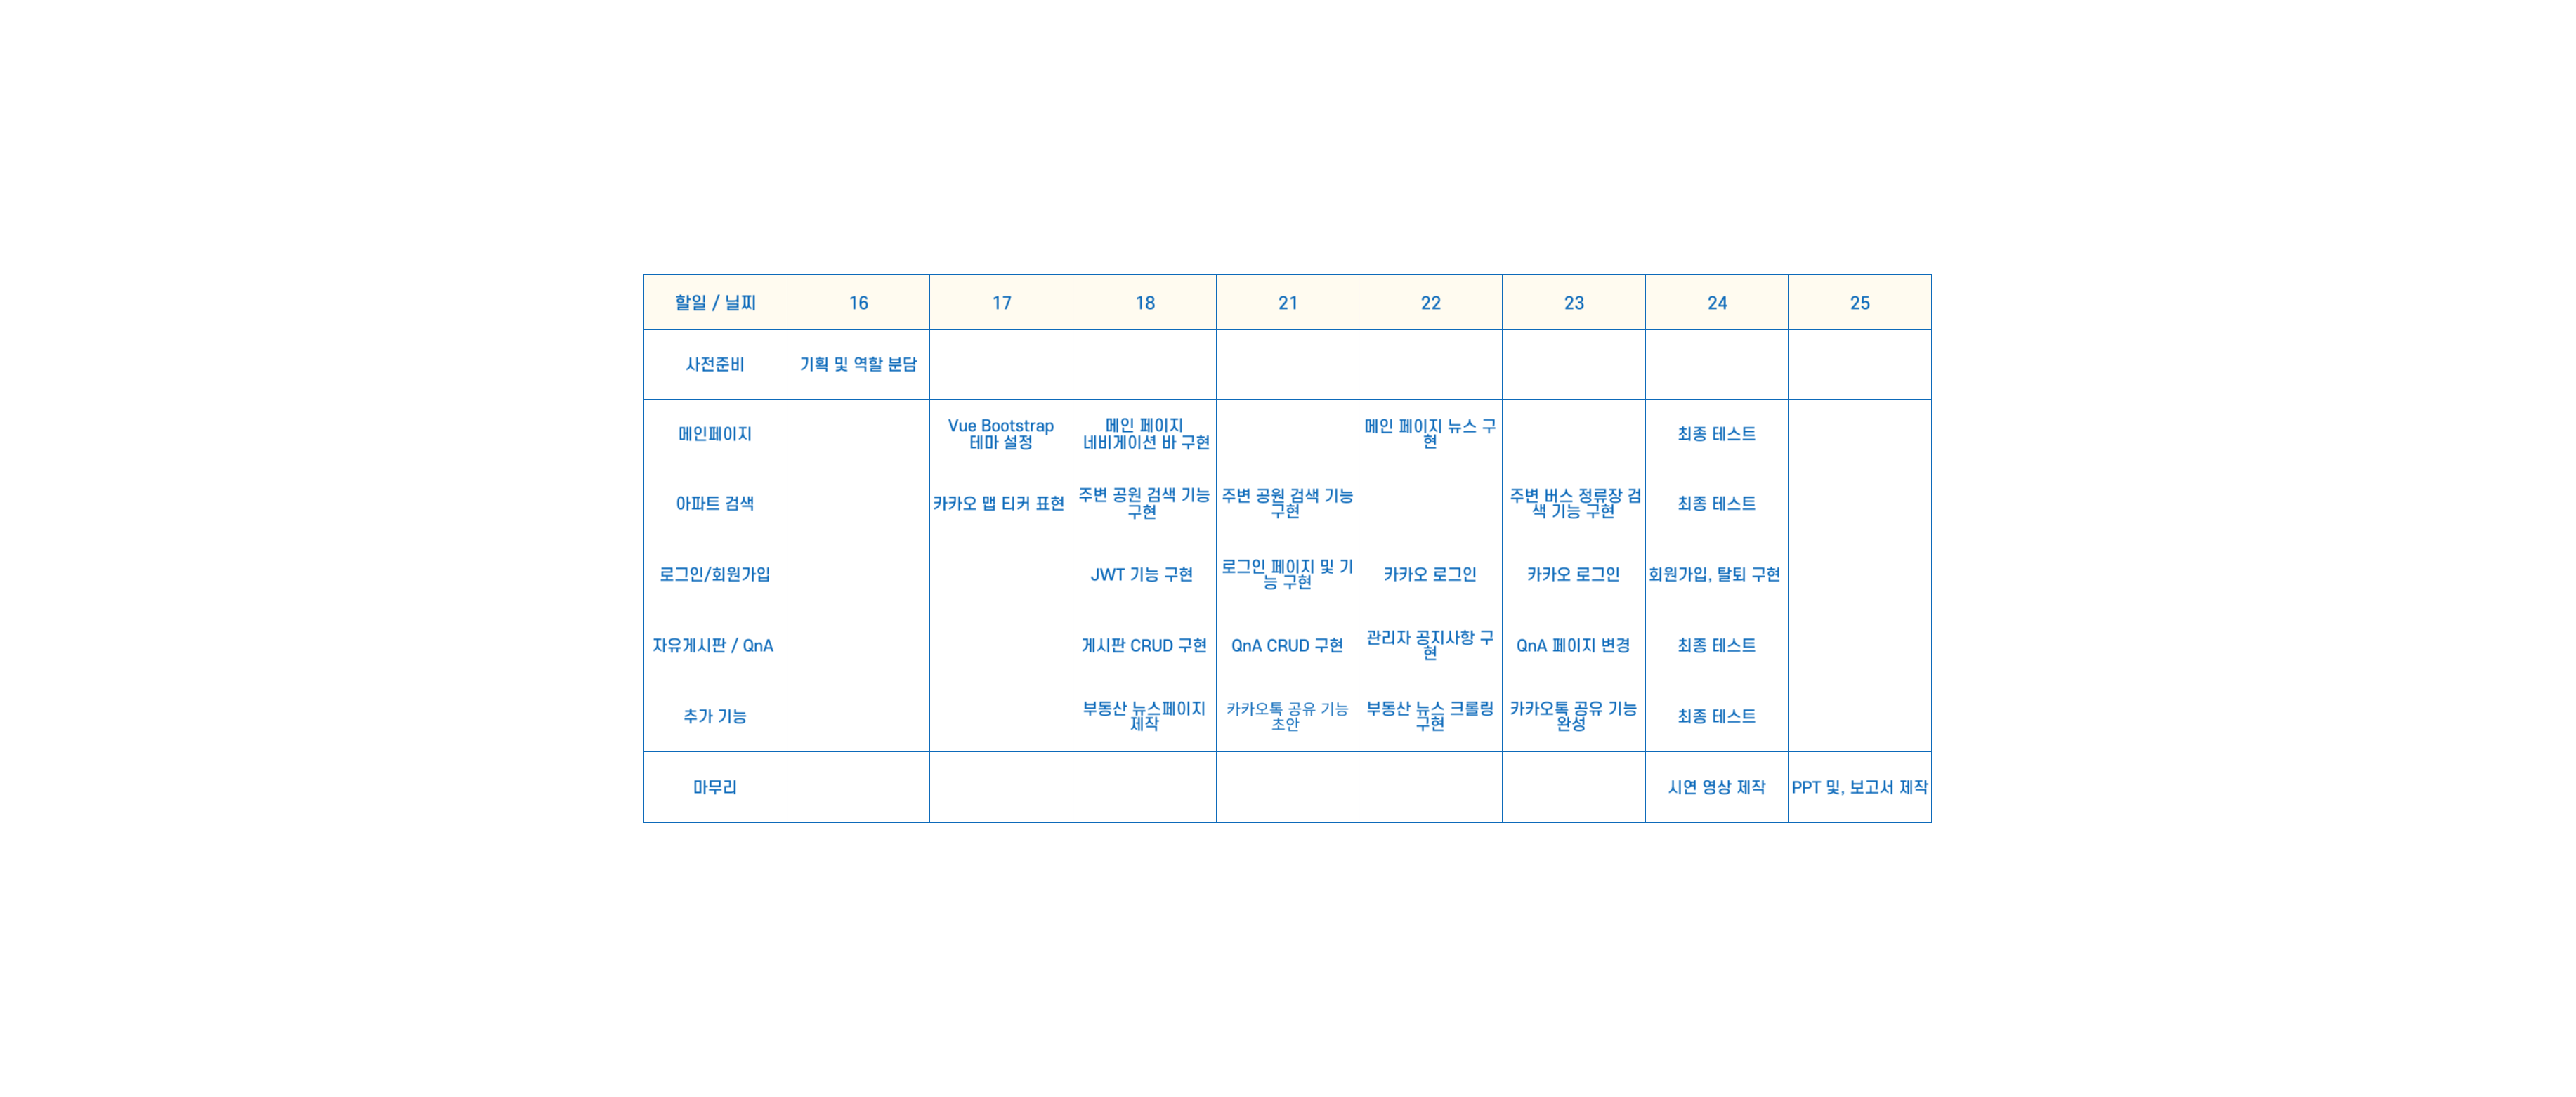 할일 / 닐찌 16 17 18 21 22 23 24 25
사전준비 기획 및 역할 분담
메인페이지
Vue Bootstrap
테마 설정
메인 페이지
네비게이션 바 구현
메인 페이지 뉴스 구
현
최종 테스트
아파트 검색
카카오 맵 티커 표현
주변 공원 검색 기능
구현
주변 공원 검색 기능
구현
주변 버스 정류장 검
색 기능 구현
최종 테스트
로그인/회원가입
JWT 기능 구현
로그인 페이지 및 기
능 구현
카카오 로그인
카카오 로그인
회원가입, 탈퇴 구현
자유게시판 / QnA
게시판 CRUD 구현
QnA CRUD 구현
관리자 공지사항 구
현
QnA 페이지 변경
최종 테스트
추가 기능
부동산 뉴스페이지
제작
카카오톡 공유 기능
초안
부동산 뉴스 크롤링
구현
카카오톡 공유 기능
완성
최종 테스트
마무리
시연 영상 제작
PPT 및, 보고서 제작